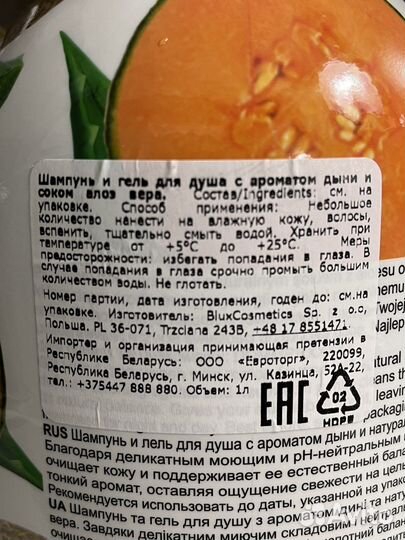 Шампунь и гель для душа с ароматом дыни и
соком алоэ вера. Состав/Ingredients: см. на
упаковке. Способ применения: Небольшое
количество нанести на влажную кожу, волосы,
вспенить, тщательно смыть водой. Хранить при
температуре от +5°С до +25°С. Меры
предосторожности: избегать попадания в глаза. В
случае попадания в глаза срочно промыть большим
количеством воды. Не глотать.
Номер партии, дата изготовления, годен до: см.на
упаковке. Изготовитель: BluxCosmetics Sp. z o.o,
Польша. PL 36-071, Trzciana 243B, +48 17 8551471.
Импортер и организация принимающая претензии в
Республике Беларусь: ООО «Евроторг», 220099,
Республика Беларусь, г. Минск, ул. Казинца, 52А-22,
тел.: +375447 888 880. Объем: 1л
EAC
02
HDPE
RUS Шампунь и лель для душа с ароматом дыни и натура
Благодаря деликатным моющим и pH-нейтральным
очищает кожу и поддерживает ее естественный бала
тонкий аромат, оставляя ощущение свежести на цель
Рекомендуется использовать до даты, указанной на упаков
UA Шампунь та гель для душу з ароматом дині та нату
вера. Завдяки делікатним миючим складовим